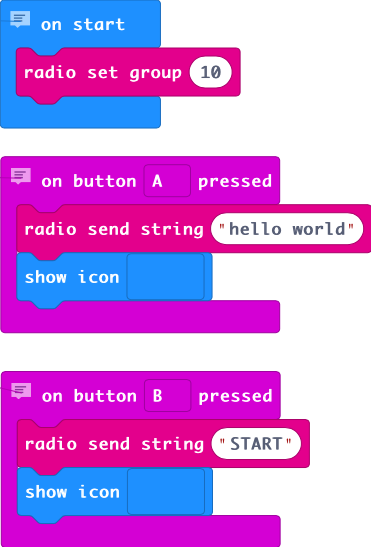 on start
radio set group 10
on button A pressed
radio send string "hello world"
show icon
on button B pressed
radio send string "START"
show icon